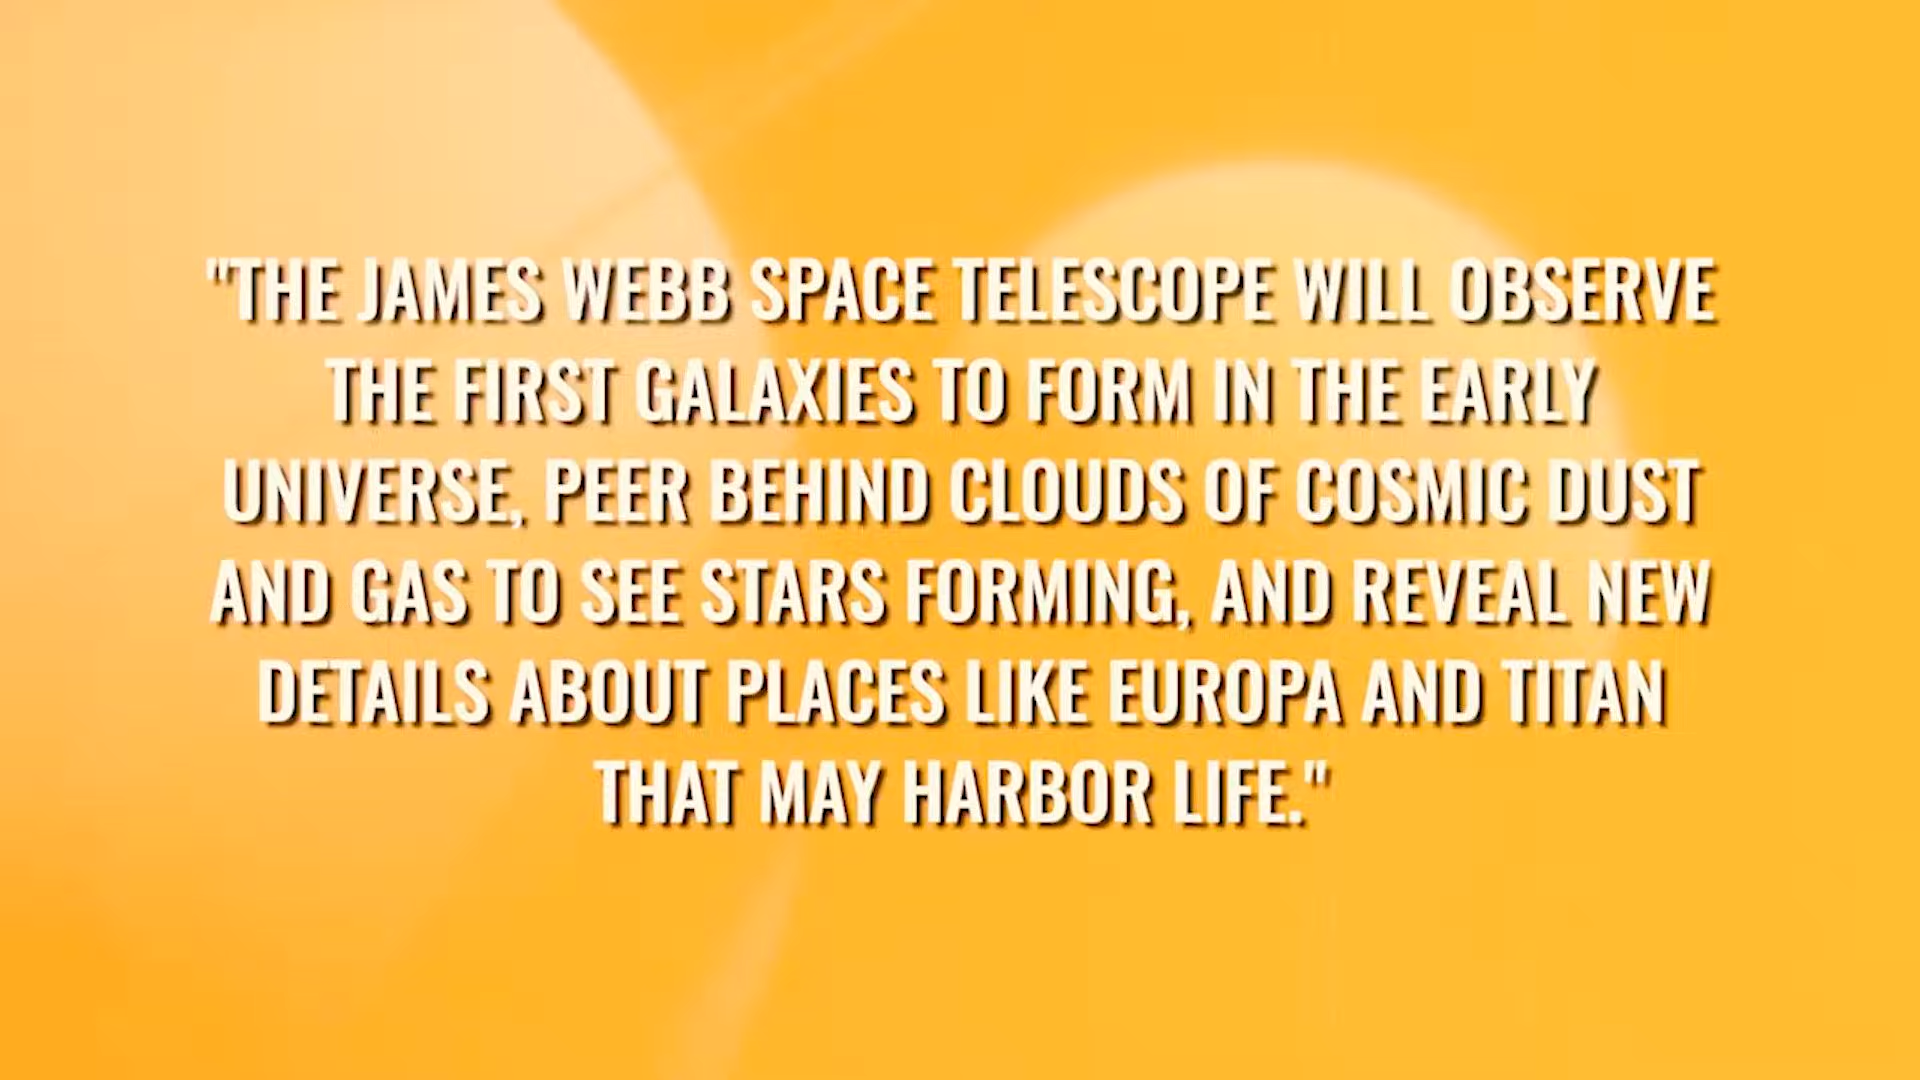 "THE JAMES WEBB SPACE TELESCOPE WILL OBSERVE
THE FIRST GALAXIES TO FORM IN THE EARLY
UNIVERSE, PEER BEHIND CLOUDS OF COSMIC DUST
AND GAS TO SEE STARS FORMING, AND REVEAL NEW
DETAILS ABOUT PLACES LIKE EUROPA AND TITAN
THAT MAY HARBOR LIFE."